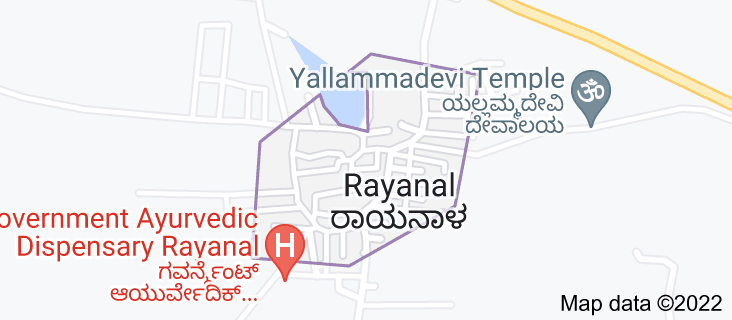 Yallammadevi Temple
ಯಲ್ಲಮ್ಮದೇವಿ
ದೇವಾಲಯ
Rayanal
ರಾಯನಾಳ
overnment Ayurvedic
Dispensary Rayanal
ಗವರ್ನ್ಮೆಂಟ್
ಆಯುರ್ವೇದಿಕ್...
H
Map data ©2022